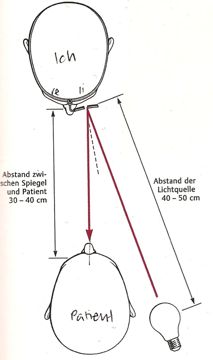 Ich
re li
Abstand zwi-
schen Spiegel
und Patient
30 – 40 cm
Abstand der
Lichtquelle
40 – 50 cm
Patient